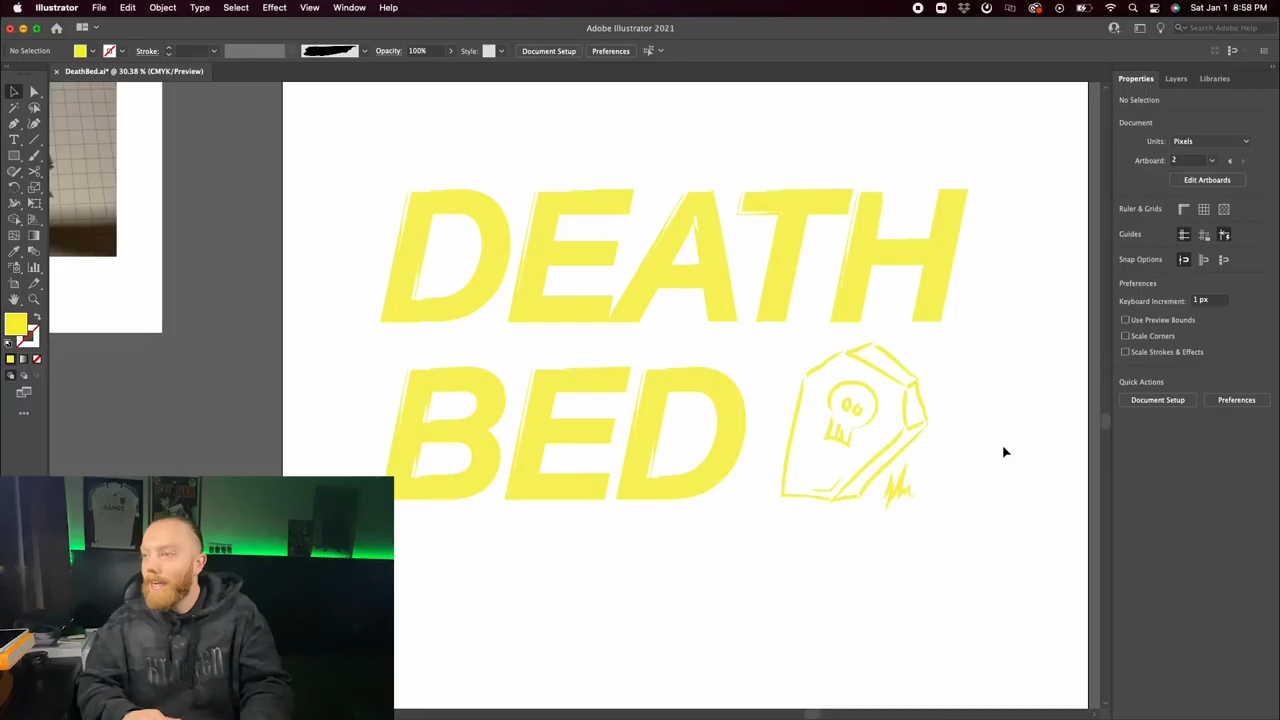 Illustrator File Edit Object Type Select Effect View Window Help
Sat Jan 1 8:58 PM
Adobe Illustrator 2021
Search Adobe Help
No Selection
Stroke:
Opacity: 100%
Style:
Document Setup
Preferences
× DeathBed.ai* @ 30.38 % (CMYK/Preview)
Properties Layers Libraries
No Selection
Document
Units: Pixels
Artboard: 2
Edit Artboards
Ruler & Grids
Guides
Snap Options
Preferences
Keyboard Increment: 1 px
Use Preview Bounds
Scale Corners
Scale Strokes & Effects
Quick Actions
Document Setup
Preferences
DEATH
BED